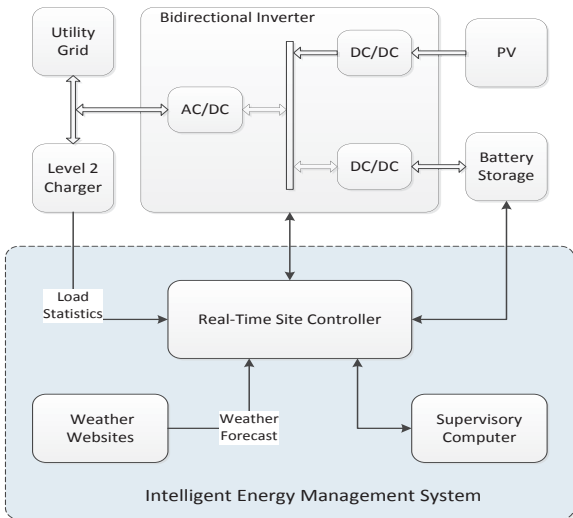 Bidirectional Inverter
Utility
Grid
DC/DC
PV
AC/DC
Level 2
Charger
DC/DC
Battery
Storage
Load
Statistics
Real-Time Site Controller
Weather
Websites
Weather
Forecast
Supervisory
Computer
Intelligent Energy Management System